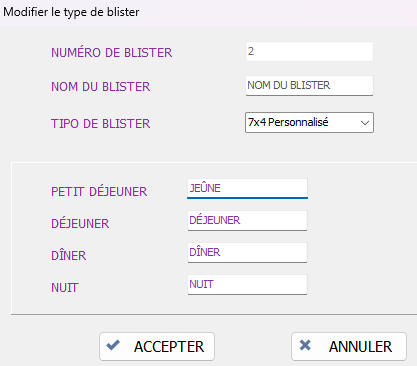 Modifier le type de blister
NUMÉRO DE BLISTER 2
NOM DU BLISTER NOM DU BLISTER
TIPO DE BLISTER 7x4 Personnalisé
PETIT DÉJEUNER JEÛNE
DÉJEUNER DÉJEUNER
DÎNER DÎNER
NUIT NUIT
ACCEPTER ANNULER